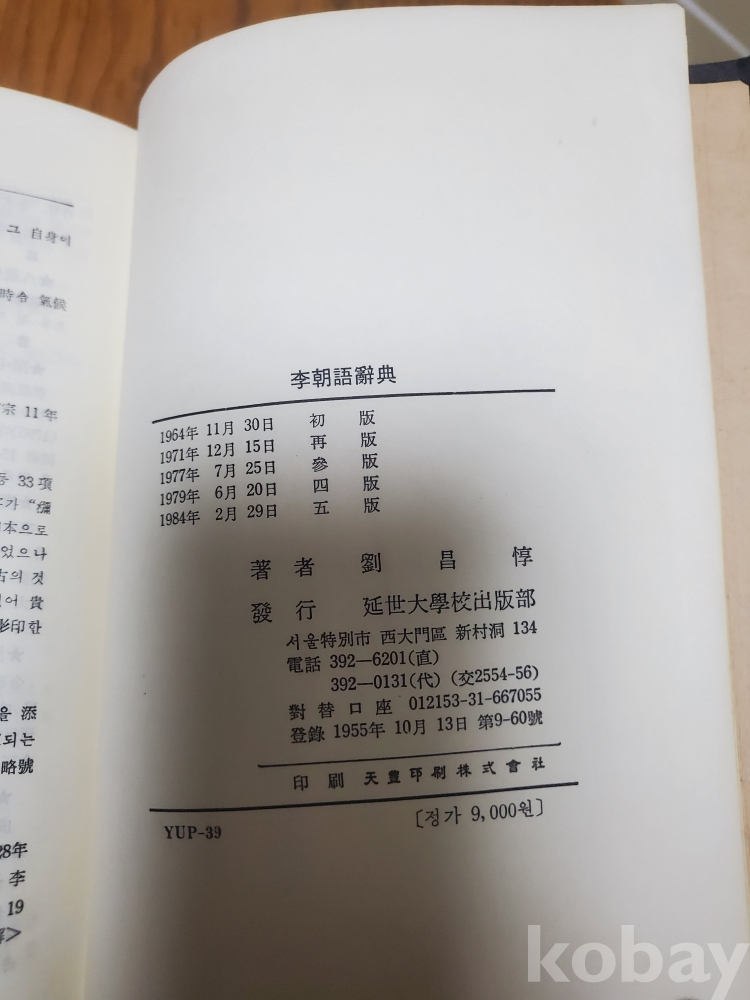 그 自身이
時令 氣候
宗 11年
33項
가 "
本으로
었으나
의 것
어 貴
影印한
을 添
되는
略號
28年
李
19
李朝語辭典
1964年 11月 30日 初 版
1971年 12月 15日 再 版
1977年 7月 25日 參 版
1979年 6月 20日 四 版
1984年 2月 29日 五 版
著 者 劉 昌 惇
發 行 延世大學校出版部
서울特別市 西大門區 新村洞 134
電話 392—6201(直)
392—0131(代) (交2554-56)
對替口座 012153-31-667055
登錄 1955年 10月 13日 第9-60號
印 刷 天豊印刷株式會社
YUP-39
〔정가 9,000원〕
kobay